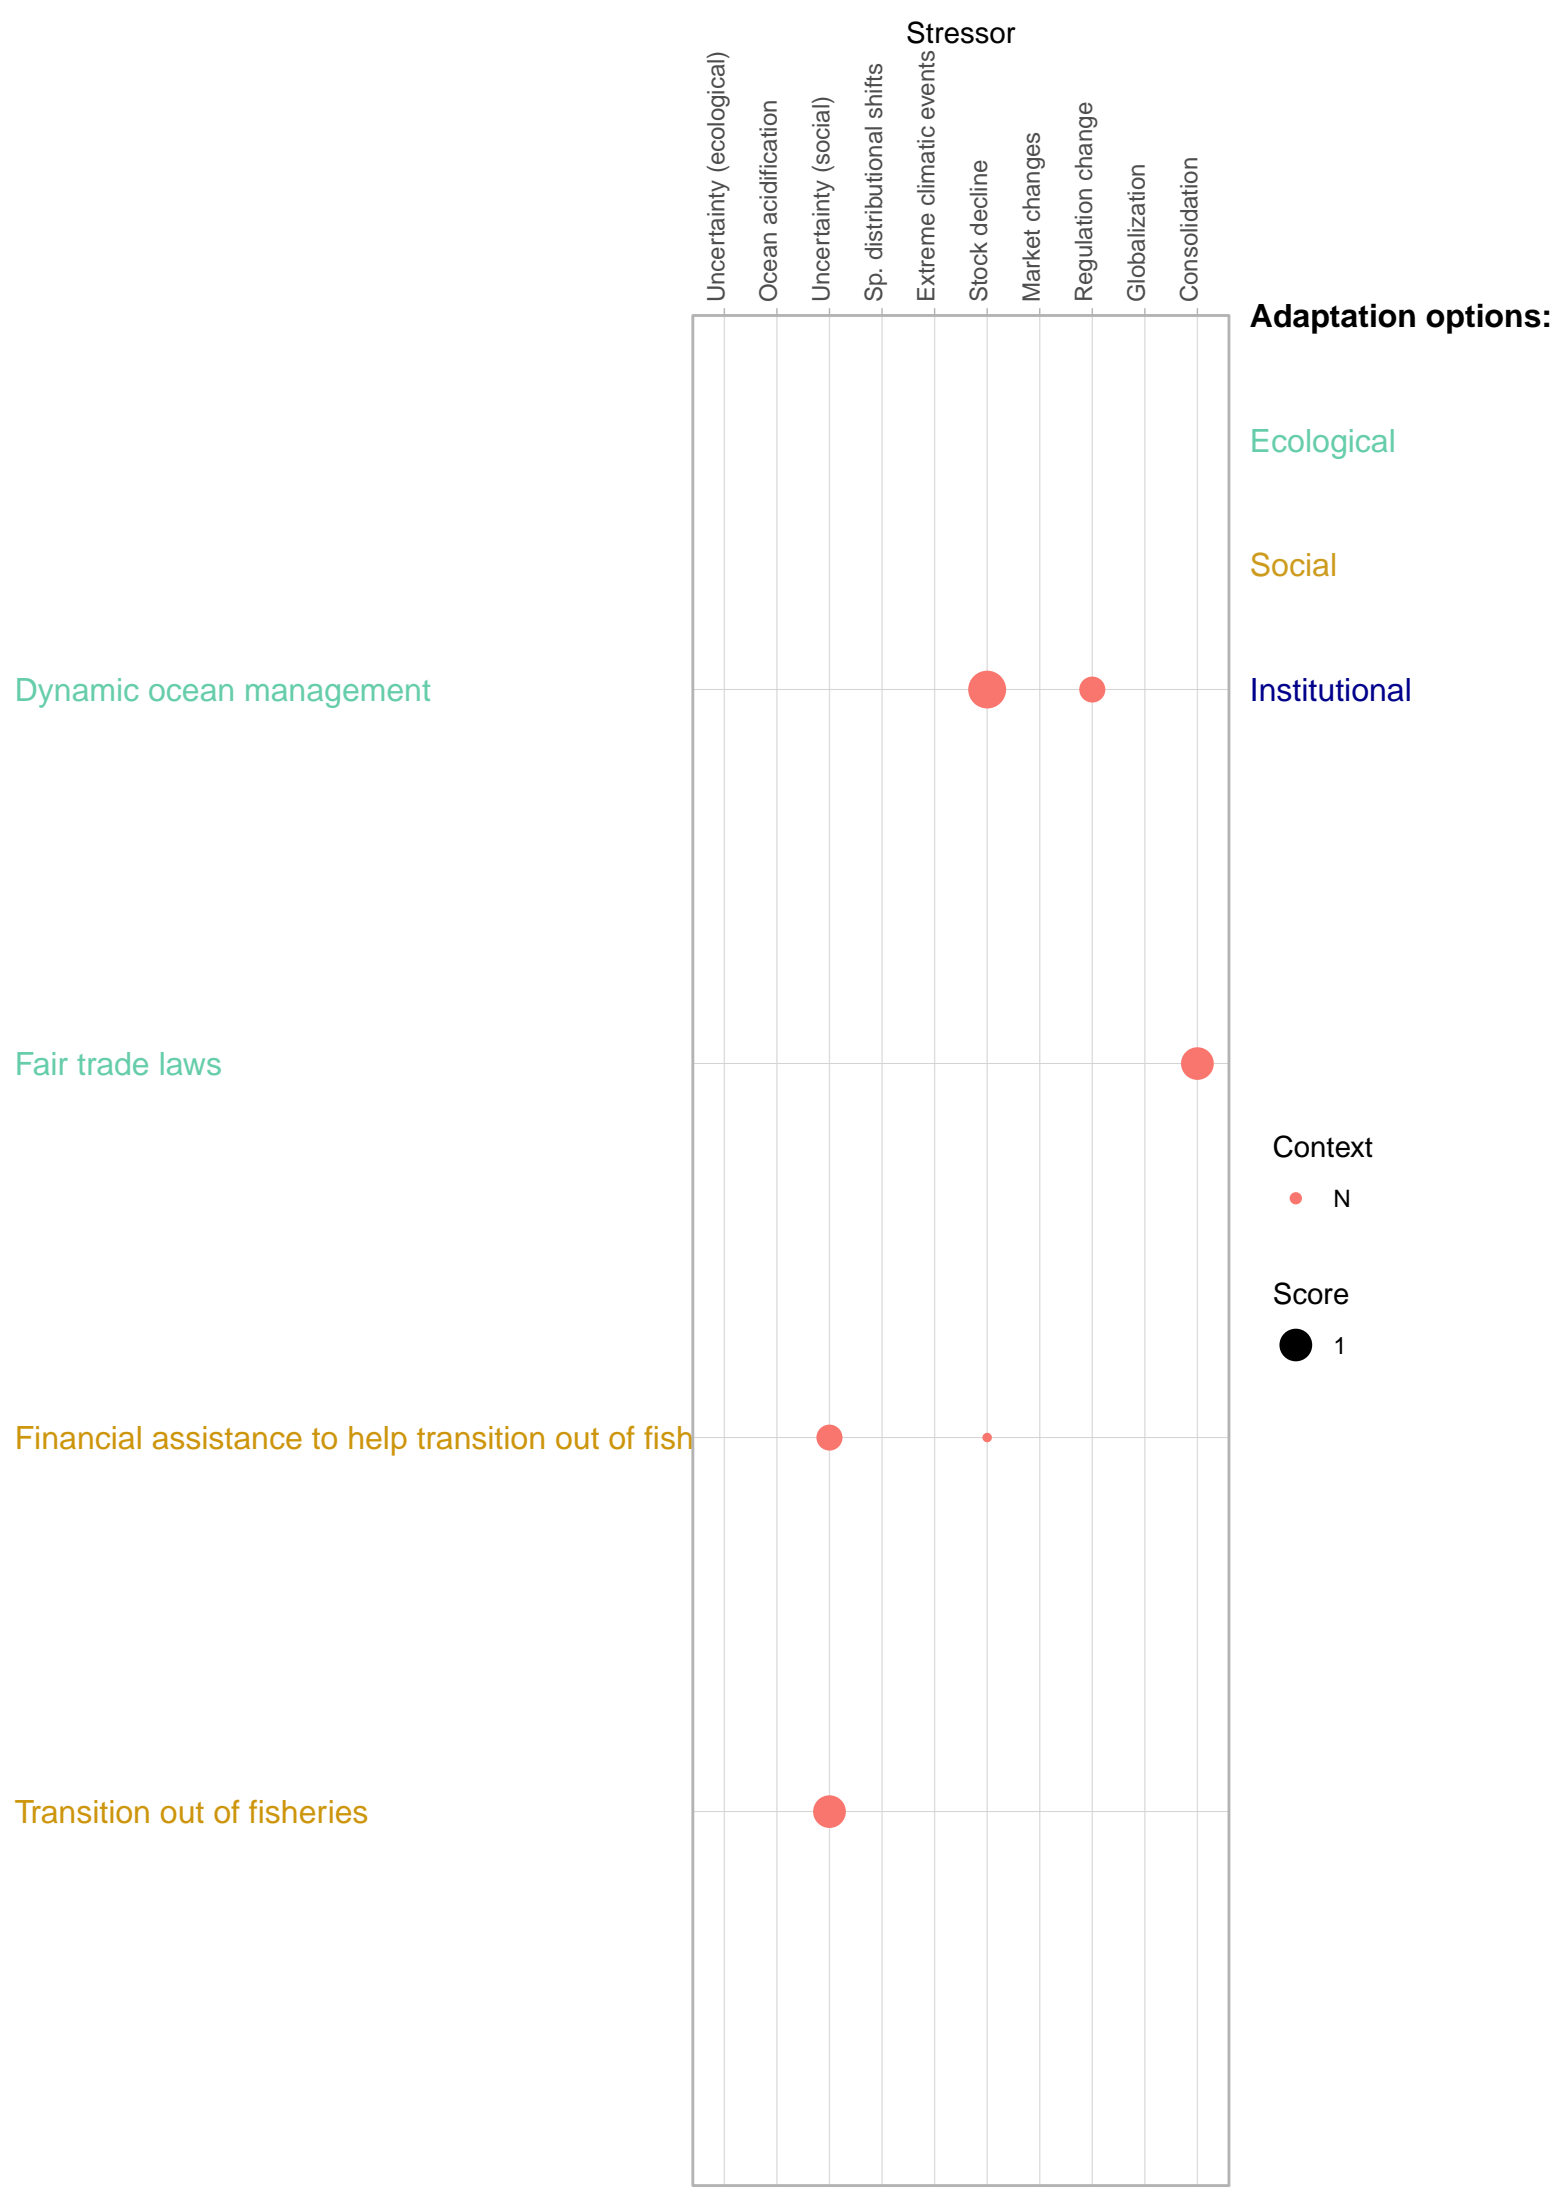 Stressor
Uncertainty (ecological)
Ocean acidification
Uncertainty (social)
Sp. distributional shifts
Extreme climatic events
Stock decline
Market changes
Regulation change
Globalization
Consolidation
Adaptation options:
Ecological
Social
Dynamic ocean management
Institutional
Fair trade laws
Context
N
Score
1
Financial assistance to help transition out of fish
Transition out of fisheries